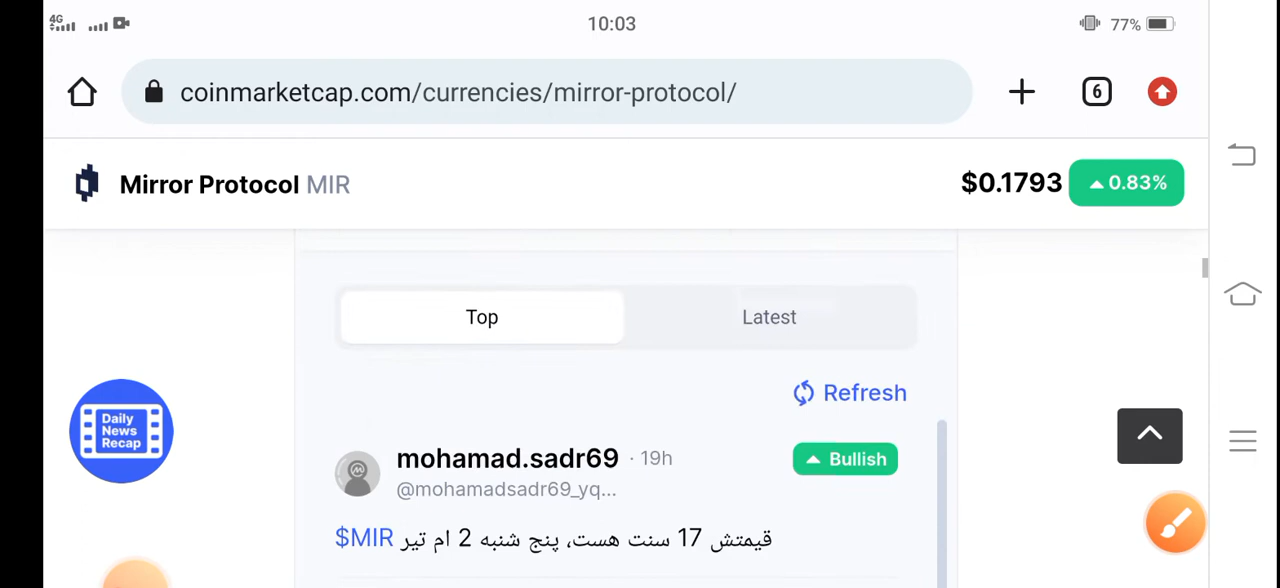 4G 10:03 77%
coinmarketcap.com/currencies/mirror-protocol/ 6
Mirror Protocol MIR $0.1793 0.83%
Top Latest
Refresh
Daily
News
Recap
mohamad.sadr69 · 19h Bullish
@mohamadsadr69_yq...
$MIR قیمتش 17 سنت هست، پنج شنبه 2 ام تیر